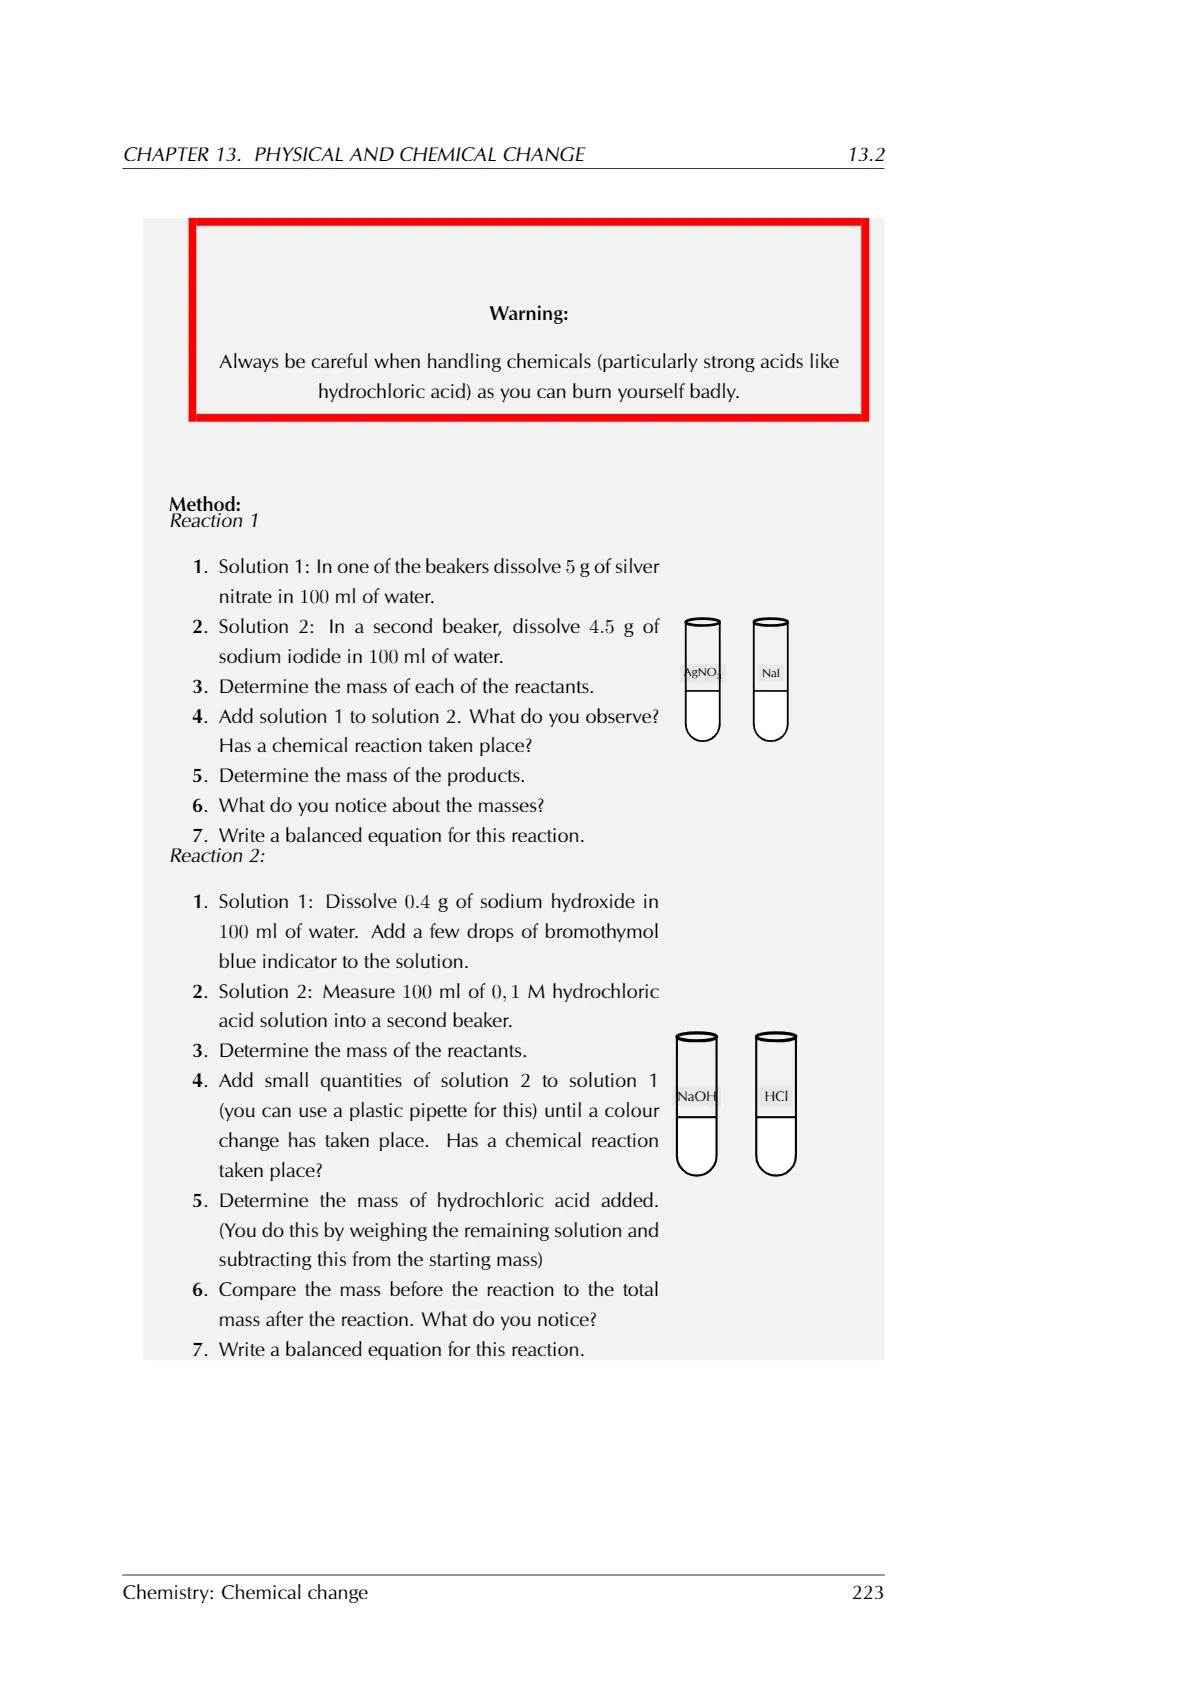 CHAPTER 13. PHYSICAL AND CHEMICAL CHANGE 13.2
Warning:
Always be careful when handling chemicals (particularly strong acids like
hydrochloric acid) as you can burn yourself badly.
Method:
Reaction 1
1. Solution 1: In one of the beakers dissolve 5 g of silver
nitrate in 100 ml of water.
2. Solution 2: In a second beaker, dissolve 4.5 g of
sodium iodide in 100 ml of water.
3. Determine the mass of each of the reactants.
4. Add solution 1 to solution 2. What do you observe?
Has a chemical reaction taken place?
5. Determine the mass of the products.
6. What do you notice about the masses?
7. Write a balanced equation for this reaction.
AgNO3 NaI
Reaction 2:
1. Solution 1: Dissolve 0.4 g of sodium hydroxide in
100 ml of water. Add a few drops of bromothymol
blue indicator to the solution.
2. Solution 2: Measure 100 ml of 0, 1 M hydrochloric
acid solution into a second beaker.
3. Determine the mass of the reactants.
4. Add small quantities of solution 2 to solution 1
(you can use a plastic pipette for this) until a colour
change has taken place. Has a chemical reaction
taken place?
5. Determine the mass of hydrochloric acid added.
(You do this by weighing the remaining solution and
subtracting this from the starting mass)
6. Compare the mass before the reaction to the total
mass after the reaction. What do you notice?
7. Write a balanced equation for this reaction.
NaOH HCl
Chemistry: Chemical change 223